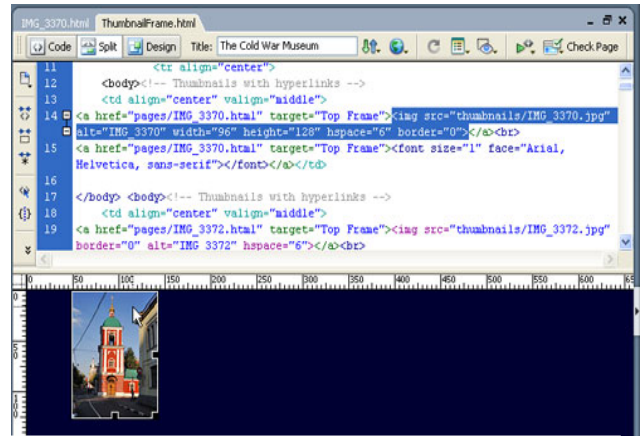 IMG_3370.html ThumbnailFrame.html
Code Split Design Title: The Cold War Museum Check Page
11 <tr align="center">
12 <body><!-- Thumbnails with hyperlinks -->
13 <td align="center" valign="middle">
14 <a href="pages/IMG_3370.html" target="Top Frame"><img src="thumbnails/IMG_3370.jpg"
alt="IMG_3370" width="96" height="128" hspace="6" border="0"></a><br>
15 <a href="pages/IMG_3370.html" target="Top Frame"><font size="1" face="Arial,
Helvetica, sans-serif"></font></a></td>
16
17 </body> <body><!-- Thumbnails with hyperlinks -->
18 <td align="center" valign="middle">
19 <a href="pages/IMG_3372.html" target="Top Frame"><img src="thumbnails/IMG_3372.jpg"
border="0" alt="IMG 3372" hspace="6"></a><br>
0 50 100 150 200 250 300 350 400 450 500 550 600
0
50
100